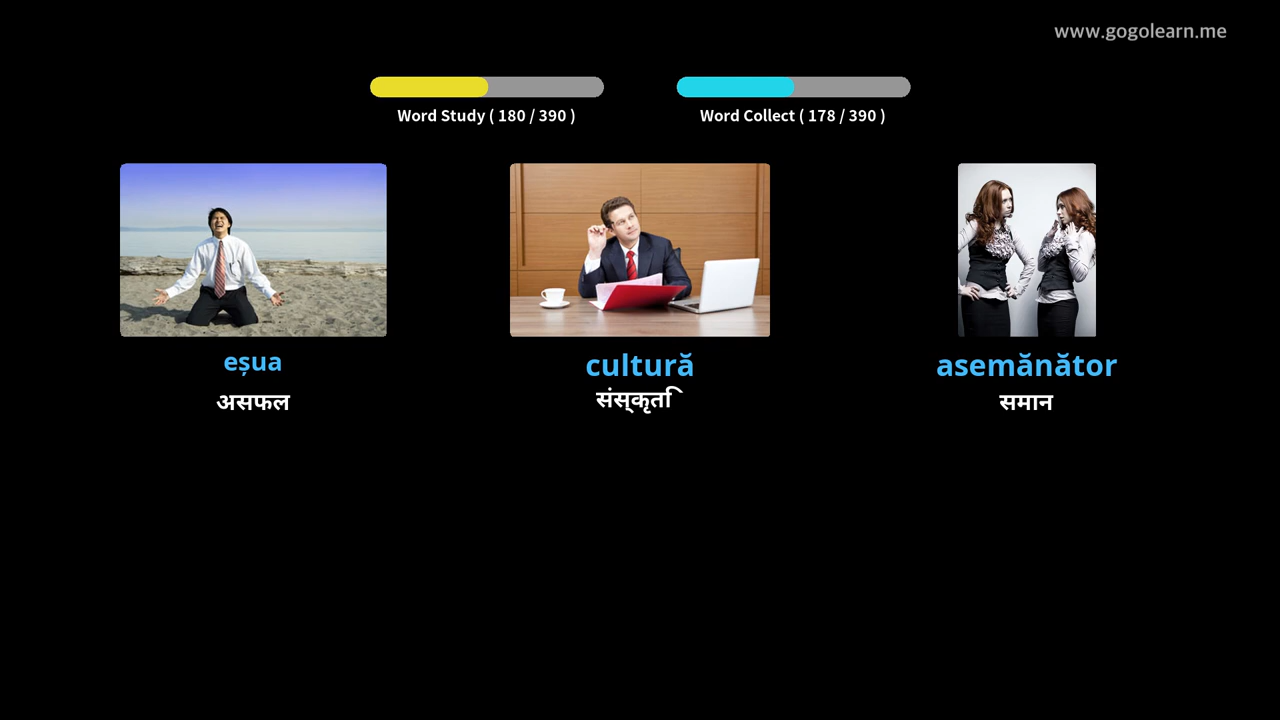 www.gogolearn.me
Word Study ( 180 / 390 )
Word Collect ( 178 / 390 )
eșua
cultură
asemănător
असफल
संस्कृति
समान